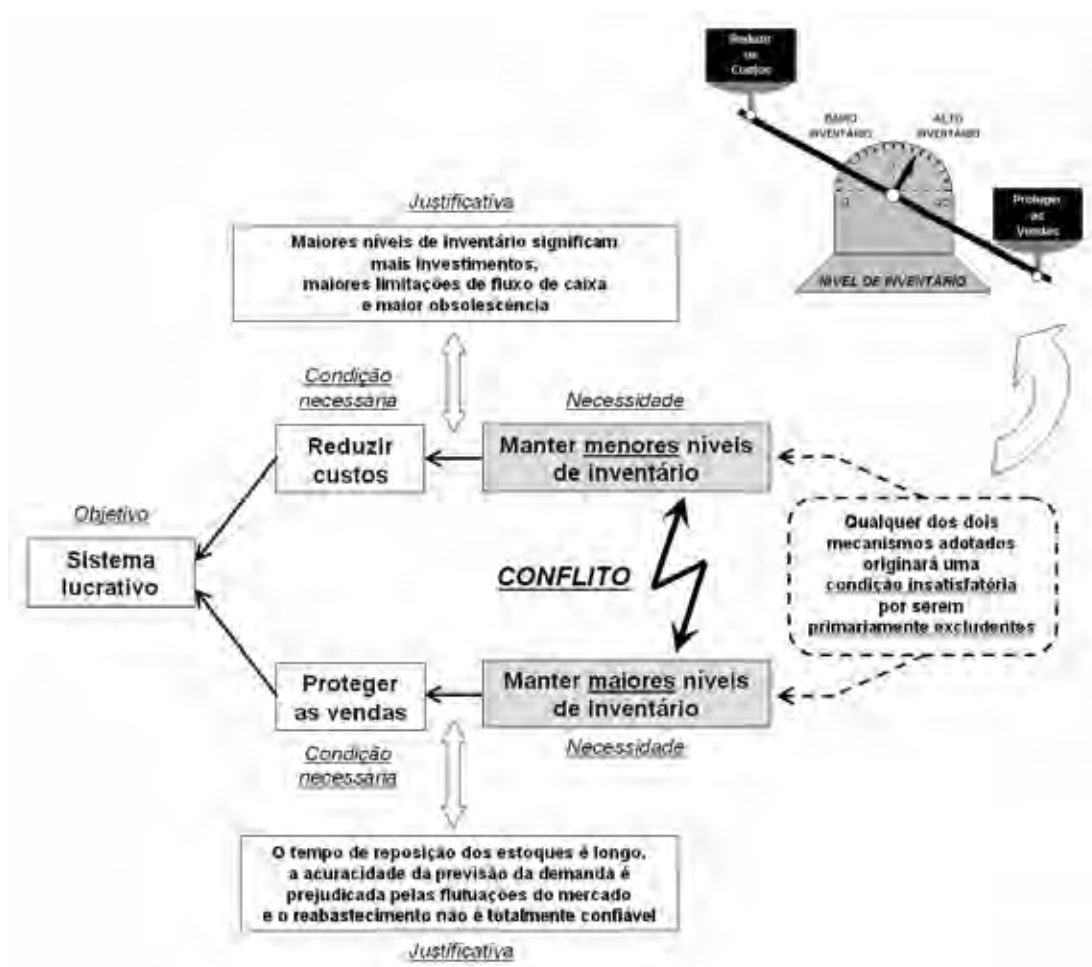 Reduzir
os
Custos
BAIXO
INVENTÁRIO
ALTO
INVENTÁRIO
Proteger
as
Vendas
NÍVEL DE INVENTÁRIO
Justificativa
Maiores níveis de inventário significam
mais investimentos,
maiores limitações de fluxo de caixa
e maior obsolescência
Condição
necessária
Necessidade
Reduzir
custos
Manter menores níveis
de inventário
Objetivo
Sistema
lucrativo
CONFLITO
Qualquer dos dois
mecanismos adotados
originará uma
condição insatisfatória
por serem
primariamente excludentes
Proteger
as vendas
Manter maiores níveis
de inventário
Condição
necessária
Necessidade
O tempo de reposição dos estoques é longo,
a acuracidade da previsão da demanda é
prejudicada pelas flutuações do mercado
e o reabastecimento não é totalmente confiável
Justificativa